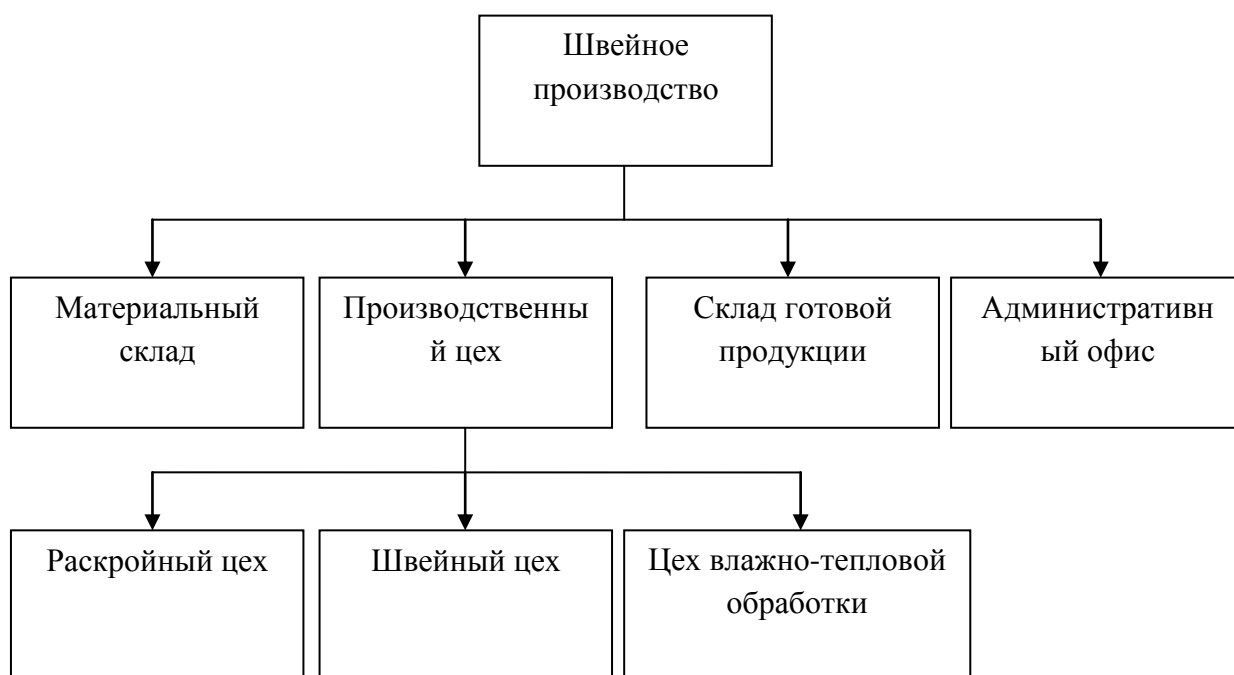 Швейное
производство
Материальный
склад
Производственны
й цех
Склад готовой
продукции
Административн
ый офис
Раскройный цех
Швейный цех
Цех влажно-тепловой
обработки